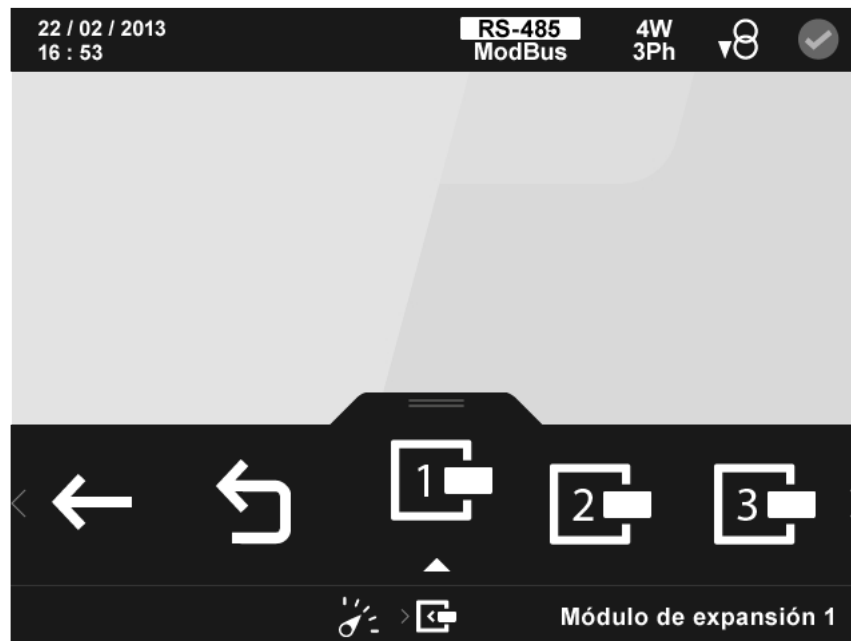 22 / 02 / 2013
16 : 53
RS-485
ModBus
4W
3Ph
1
2
3
Módulo de expansión 1